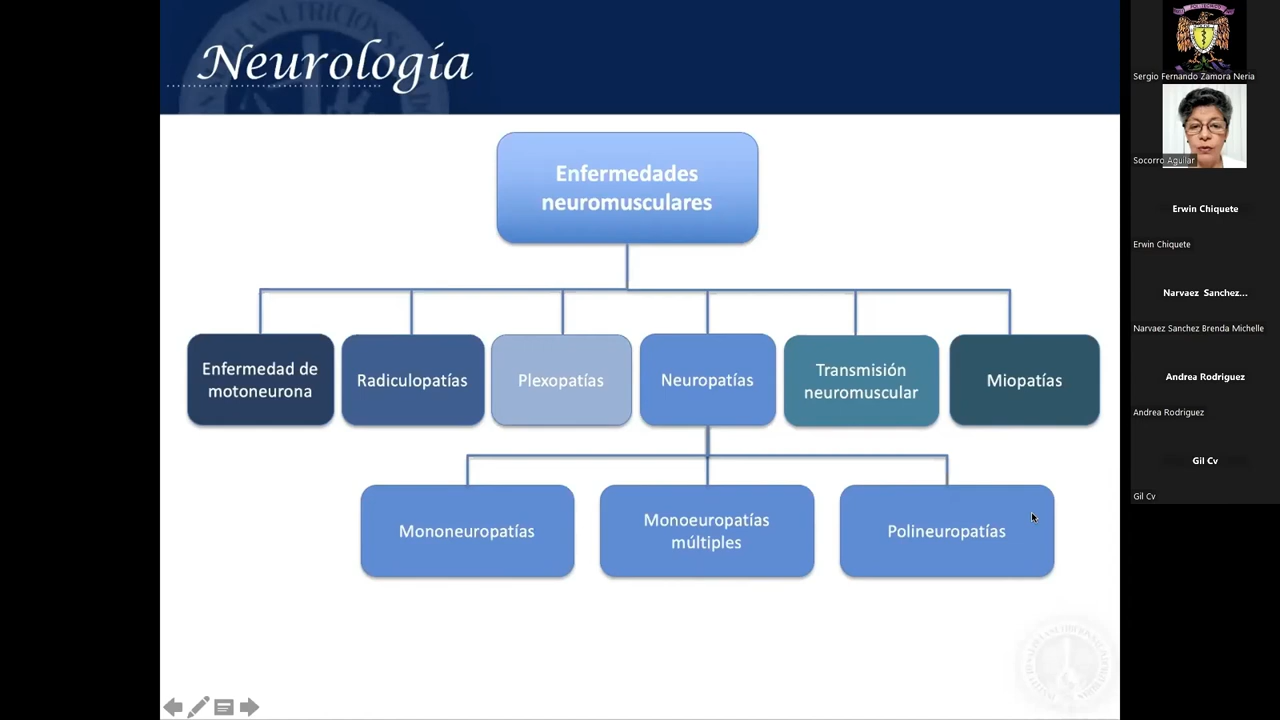 Neurología
Enfermedades
neuromusculares
Enfermedad de
motoneurona
Radiculopatías
Plexopatías
Neuropatías
Transmisión
neuromuscular
Miopatías
Mononeuropatías
Monoeuropatías
múltiples
Polineuropatías
Sergio Fernando Zamora Neria
Socorro Aguilar
Erwin Chiquete
Erwin Chiquete
Narvaez Sanchez...
Narvaez Sanchez Brenda Michelle
Andrea Rodriguez
Andrea Rodriguez
Gil Cv
Gil Cv